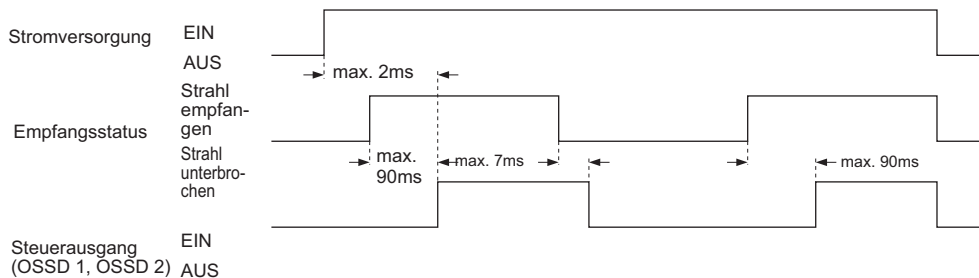 Stromversorgung
EIN
AUS
max. 2ms
Empfangsstatus
Strahl
empfan-
gen
Strahl
unterbro-
chen
max.
90ms
max. 7ms
max. 90ms
Steuerausgang
(OSSD 1, OSSD 2)
EIN
AUS